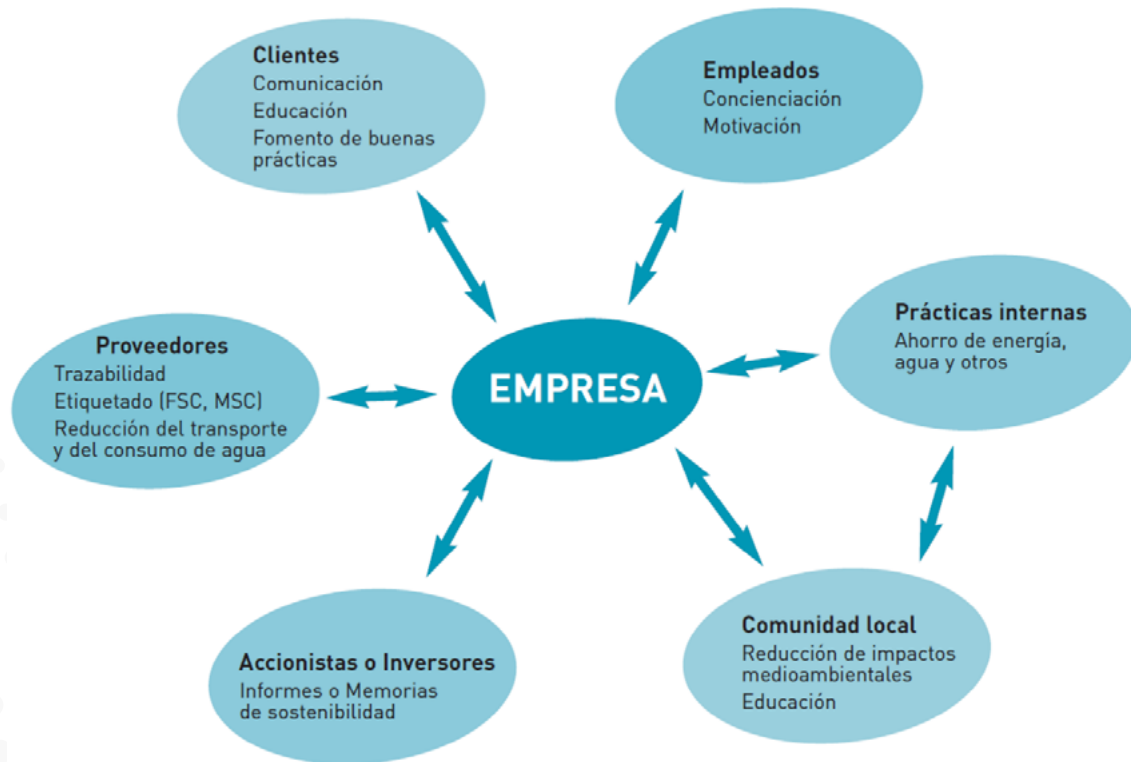 Clientes
Comunicación
Educación
Fomento de buenas
prácticas
Empleados
Concienciación
Motivación
Prácticas internas
Ahorro de energía,
agua y otros
Proveedores
Trazabilidad
Etiquetado (FSC, MSC)
Reducción del transporte
y del consumo de agua
EMPRESA
Accionistas o Inversores
Informes o Memorias
de sostenibilidad
Comunidad local
Reducción de impactos
medioambientales
Educación